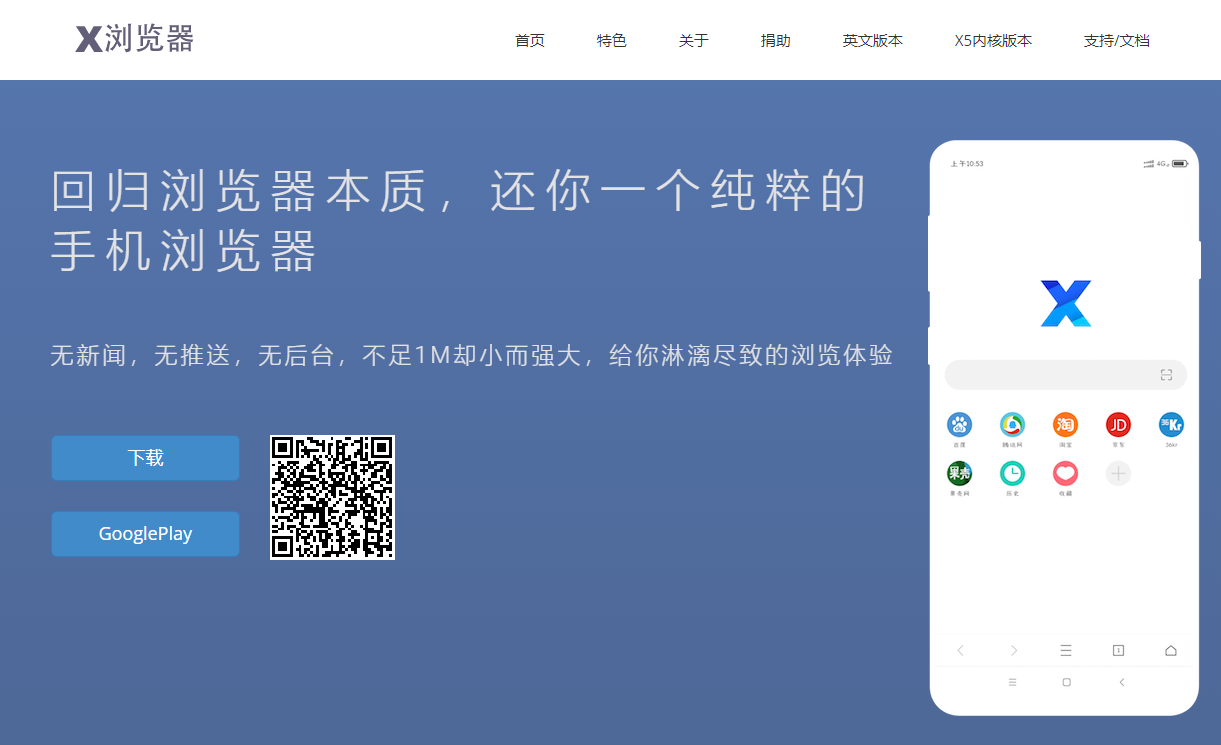 X浏览器
首页 特色 关于 捐助 英文版本 X5内核版本 支持/文档
回归浏览器本质，还你一个纯粹的
手机浏览器
无新闻，无推送，无后台，不足1M却小而强大，给你淋漓尽致的浏览体验
下载
GooglePlay
上午10:53 4G
X
du 淘 JD 36Kr
百度 腾讯网 淘宝 京东 36kr
果壳
果壳网 历史 收藏
1